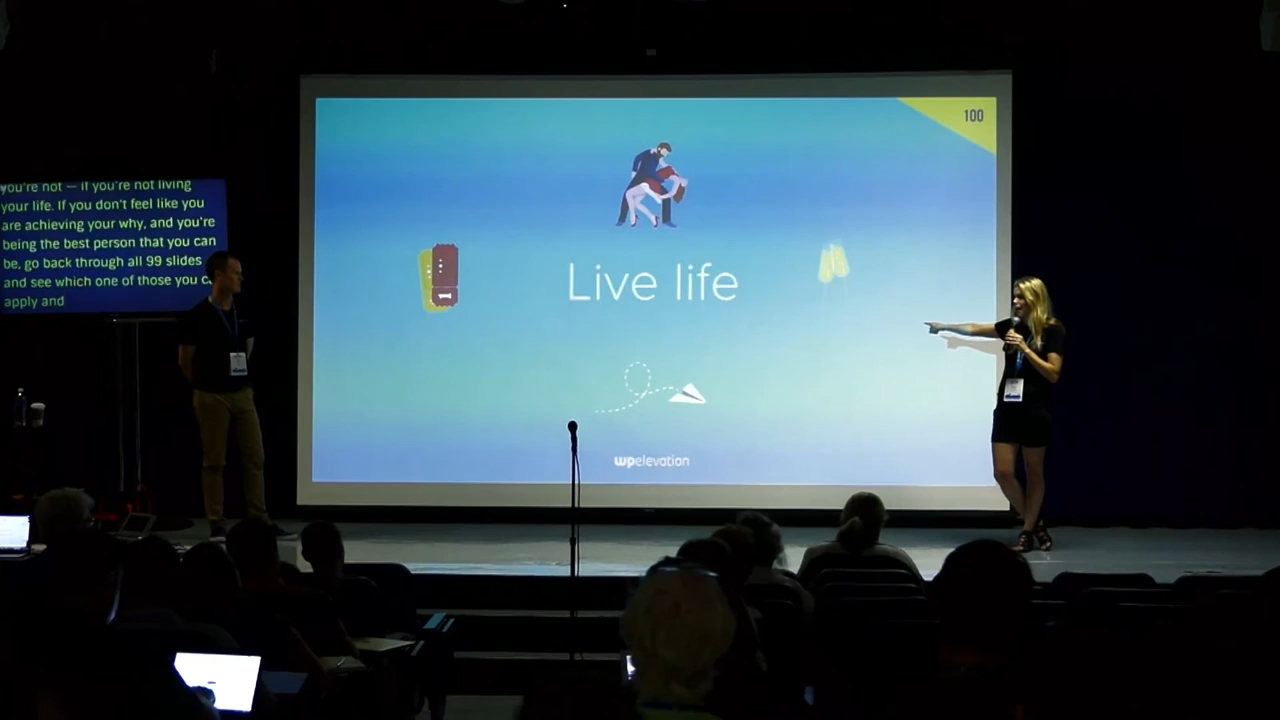 you're not — if you're not living
your life. If you don't feel like you
are achieving your why, and you're
being the best person that you can
be, go back through all 99 slides
and see which one of those you
apply and
100
Live life
wpelevation